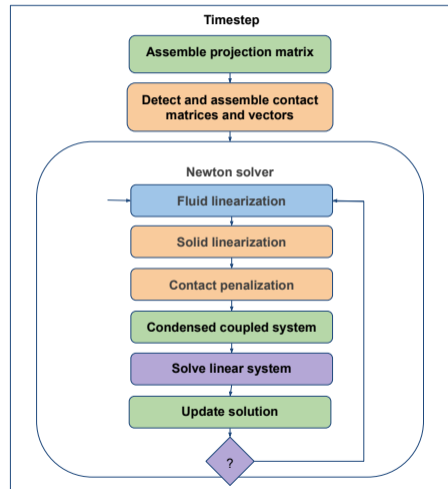 Timestep
Assemble projection matrix
Detect and assemble contact
matrices and vectors
Newton solver
Fluid linearization
Solid linearization
Contact penalization
Condensed coupled system
Solve linear system
Update solution
?